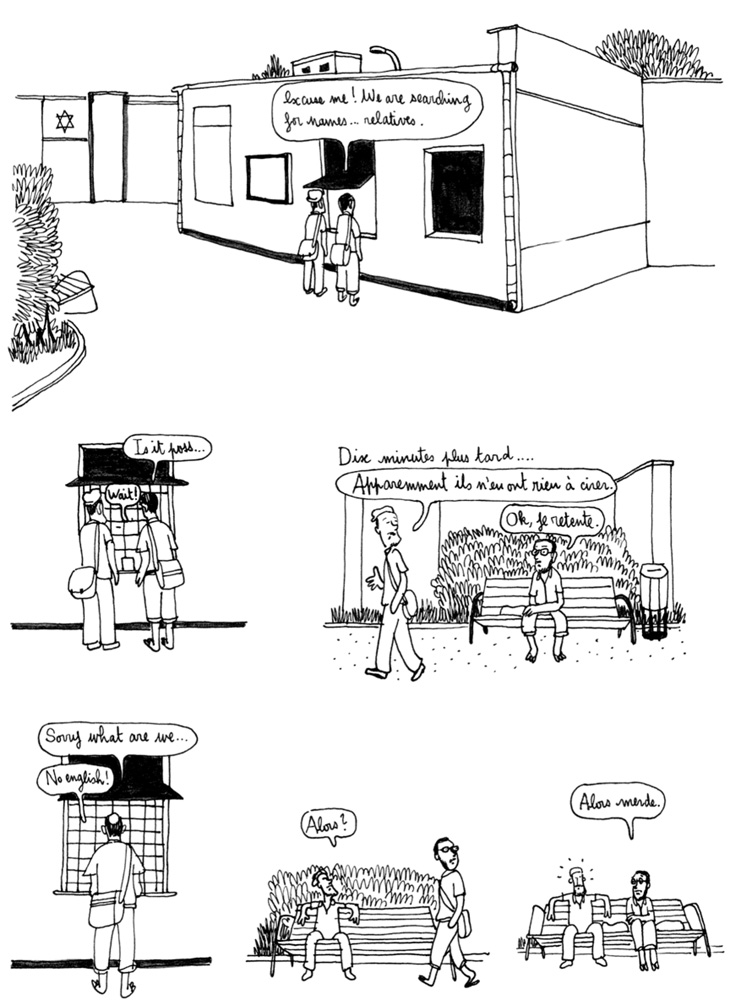 Excuse me! We are searching
for names... relatives.
Is it poss...
Wait!
Dix minutes plus tard....
Apparemment ils n'en ont rien à cirer.
Ok, je retente.
Sorry what are we...
No english!
Alors?
Alors merde.